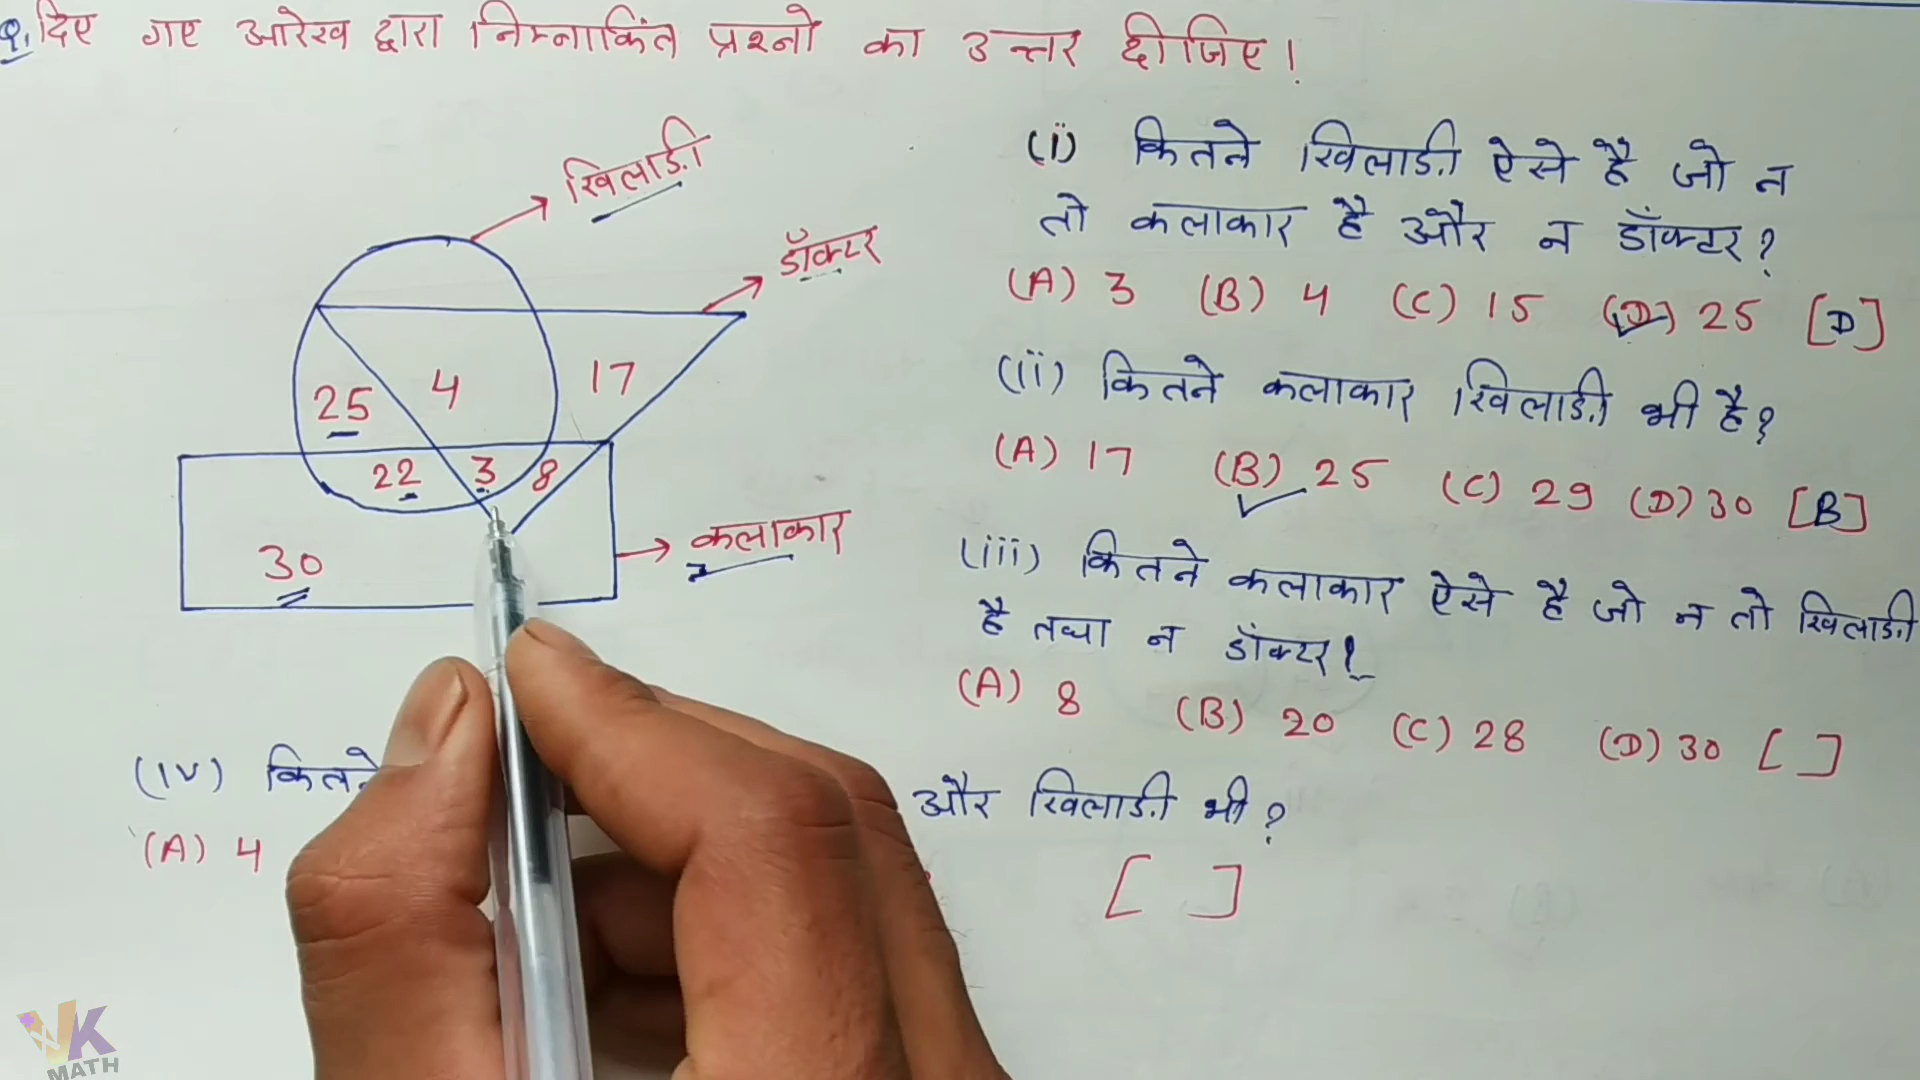 Q. दिए गए आरेख द्वारा निम्नांकित प्रश्नो का उत्तर दीजिए।
खिलाड़ी
डॉक्टर
25 4 17
22 3 8
30
कलाकार
(i) कितने खिलाड़ी ऐसे है जो न
तो कलाकार है और न डॉक्टर?
(A) 3 (B) 4 (C) 15 (D) 25 [D]
(ii) कितने कलाकार खिलाड़ी भी है?
(A) 17 (B) 25 (C) 29 (D) 30 [B]
(iii) कितने कलाकार ऐसे है जो न तो खिलाड़ी
है तथा न डॉक्टर?
(A) 8 (B) 20 (C) 28 (D) 30 [ ]
(iv) कितने और खिलाड़ी भी?
(A) 4 [ ]
VK
MATH